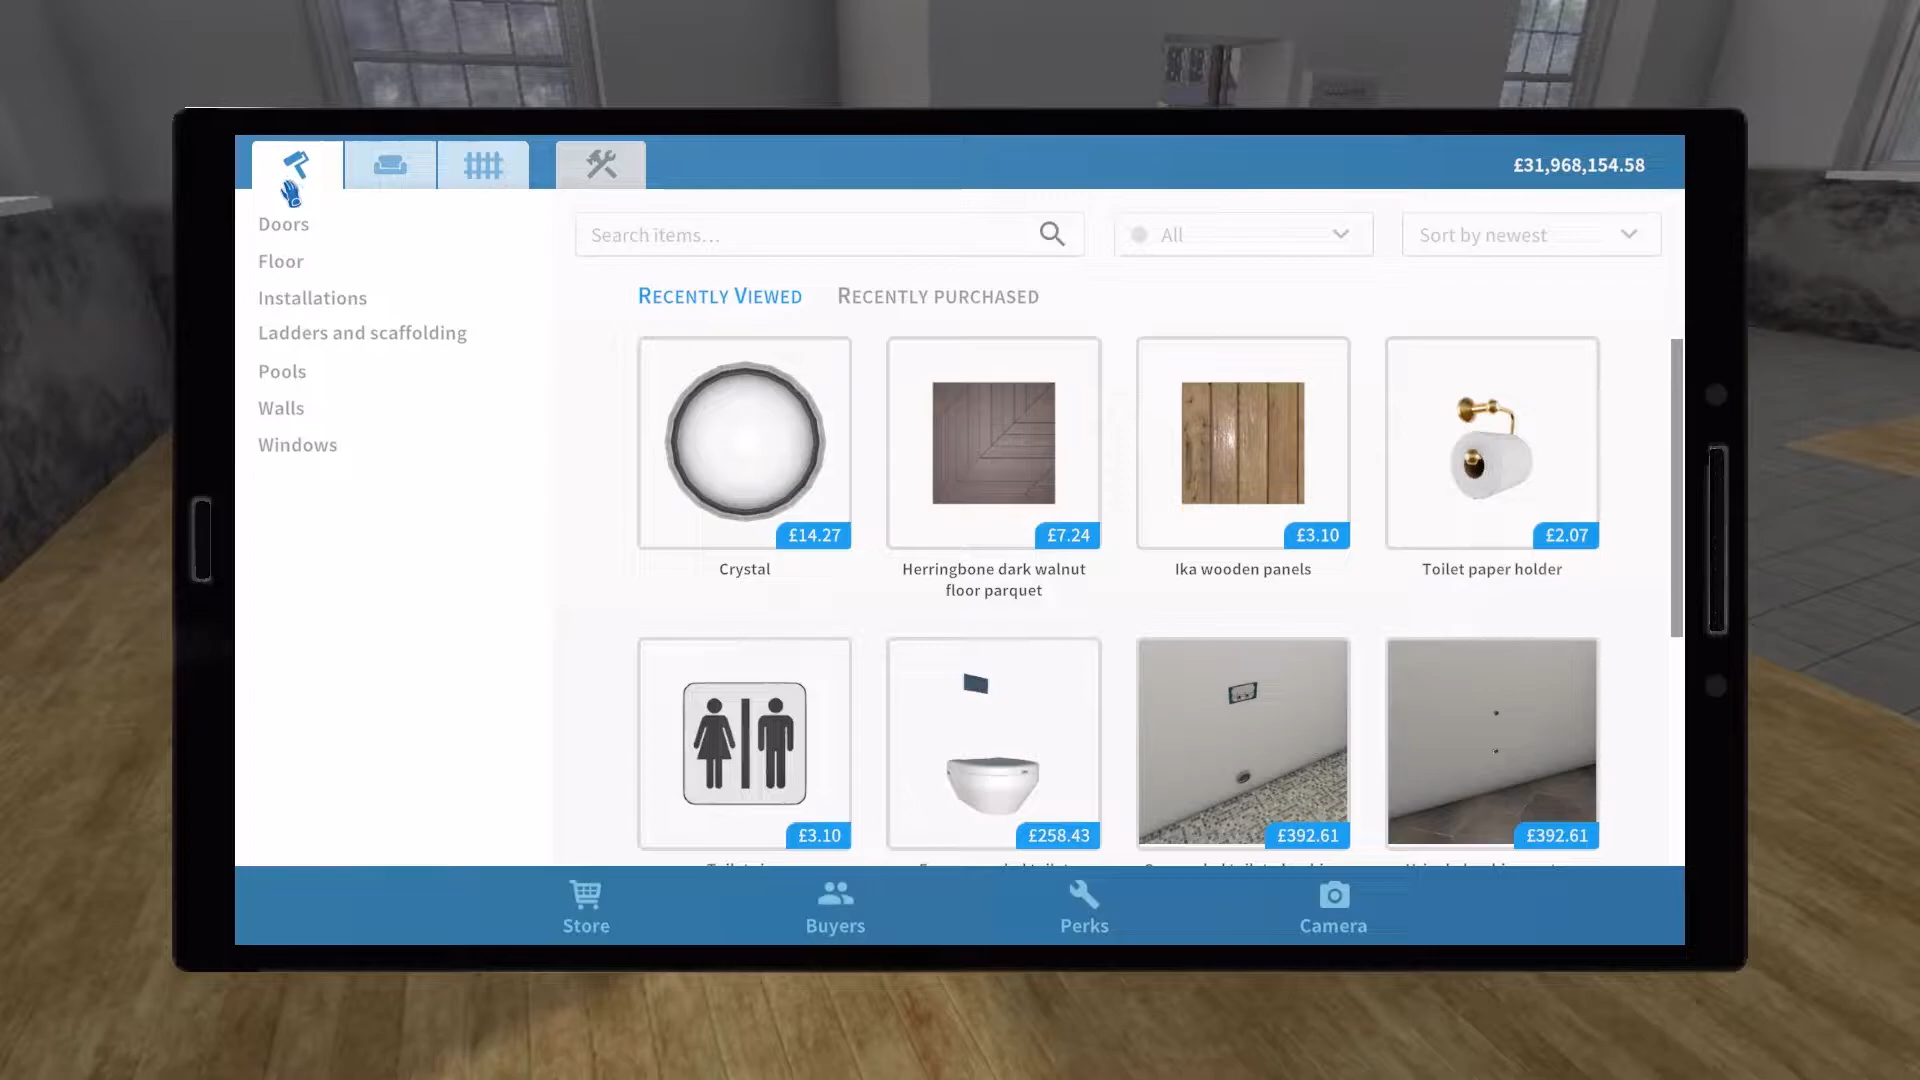 £31,968,154.58
Doors
Floor
Installations
Ladders and scaffolding
Pools
Walls
Windows
Search items...
All
Sort by newest
RECENTLY VIEWED
RECENTLY PURCHASED
£14.27
£7.24
£3.10
£2.07
Crystal
Herringbone dark walnut
floor parquet
Ika wooden panels
Toilet paper holder
£3.10
£258.43
£392.61
£392.61
Store
Buyers
Perks
Camera